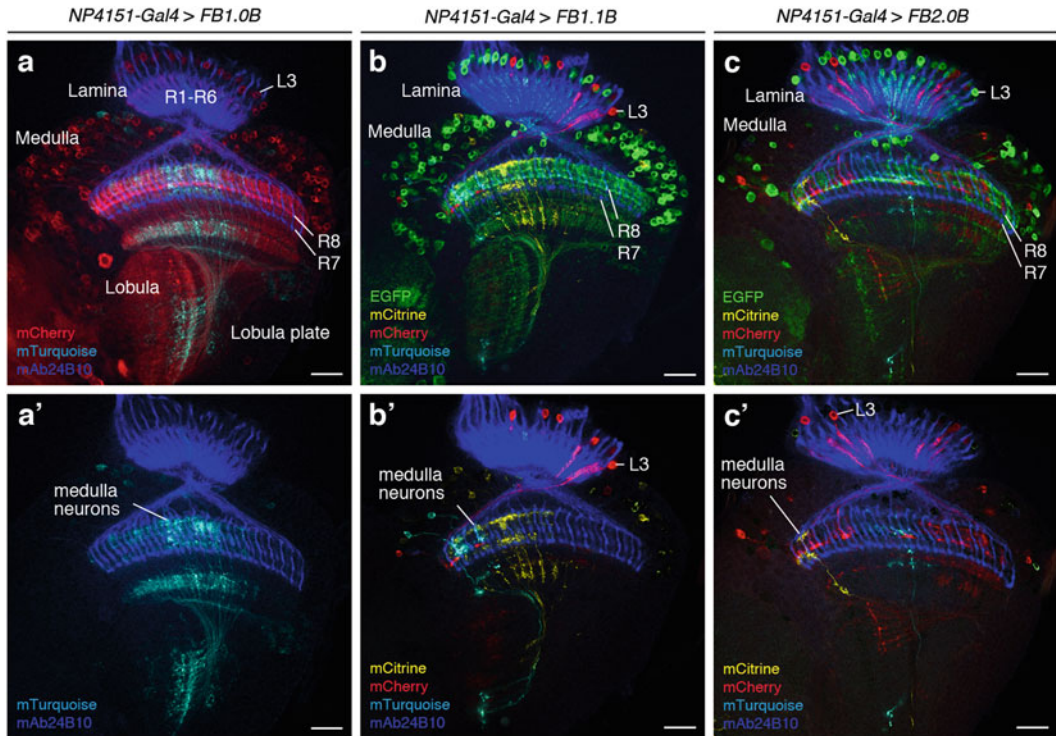 NP4151-Gal4 > FB1.0B
NP4151-Gal4 > FB1.1B
NP4151-Gal4 > FB2.0B
a
Lamina
R1-R6
L3
Medulla
R8
R7
Lobula
Lobula plate
mCherry
mTurquoise
mAb24B10
b
Lamina
L3
Medulla
R8
R7
EGFP
mCitrine
mCherry
mTurquoise
mAb24B10
c
Lamina
L3
Medulla
R8
R7
EGFP
mCitrine
mCherry
mTurquoise
mAb24B10
a'
medulla
neurons
mTurquoise
mAb24B10
b'
L3
medulla
neurons
mCitrine
mCherry
mTurquoise
mAb24B10
c'
L3
medulla
neurons
mCitrine
mCherry
mTurquoise
mAb24B10